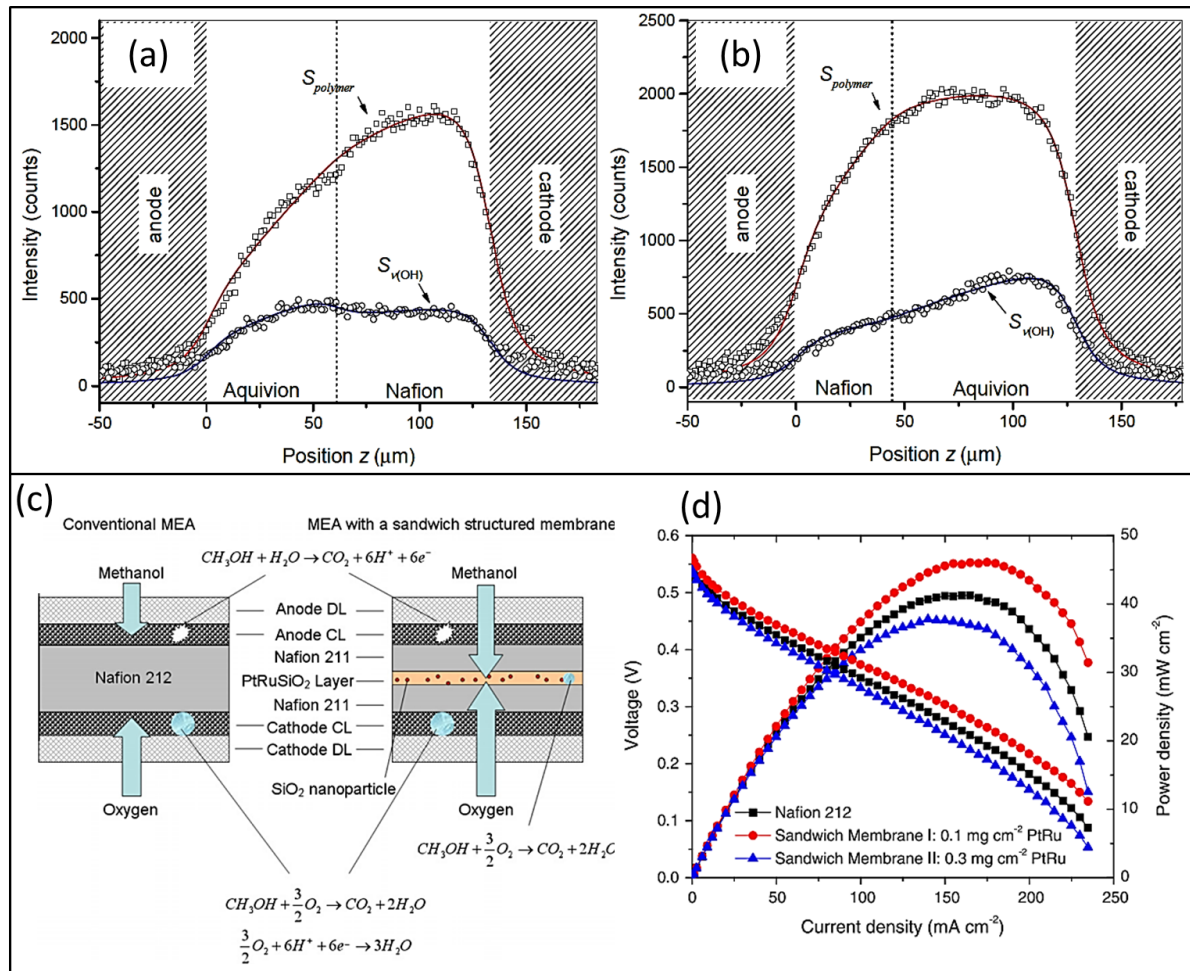 (a)
2000
1500
1000
500
0
Intensity (counts)
S_polymer
S_ν(OH)
anode
cathode
Aquivion
Nafion
-50
0
50
100
150
Position z (μm)
(b)
2500
2000
1500
1000
500
0
Intensity (counts)
S_polymer
S_ν(OH)
anode
cathode
Nafion
Aquivion
-50
0
50
100
150
Position z (μm)
(c)
Conventional MEA
MEA with a sandwich structured membrane
CH₃OH + H₂O → CO₂ + 6H⁺ + 6e⁻
Methanol
Methanol
Anode DL
Anode CL
Nafion 211
Nafion 212
PtRuSiO₂ Layer
Nafion 211
Cathode CL
Cathode DL
Oxygen
SiO₂ nanoparticle
Oxygen
CH₃OH + 3/2 O₂ → CO₂ + 2H₂O
CH₃OH + 3/2 O₂ → CO₂ + 2H₂O
3/2 O₂ + 6H⁺ + 6e⁻ → 3H₂O
(d)
0.6
0.5
0.4
0.3
0.2
0.1
0.0
Voltage (V)
50
40
30
20
10
0
Power density (mW cm⁻²)
Nafion 212
Sandwich Membrane I: 0.1 mg cm⁻² PtRu
Sandwich Membrane II: 0.3 mg cm⁻² PtRu
0
50
100
150
200
250
Current density (mA cm⁻²)